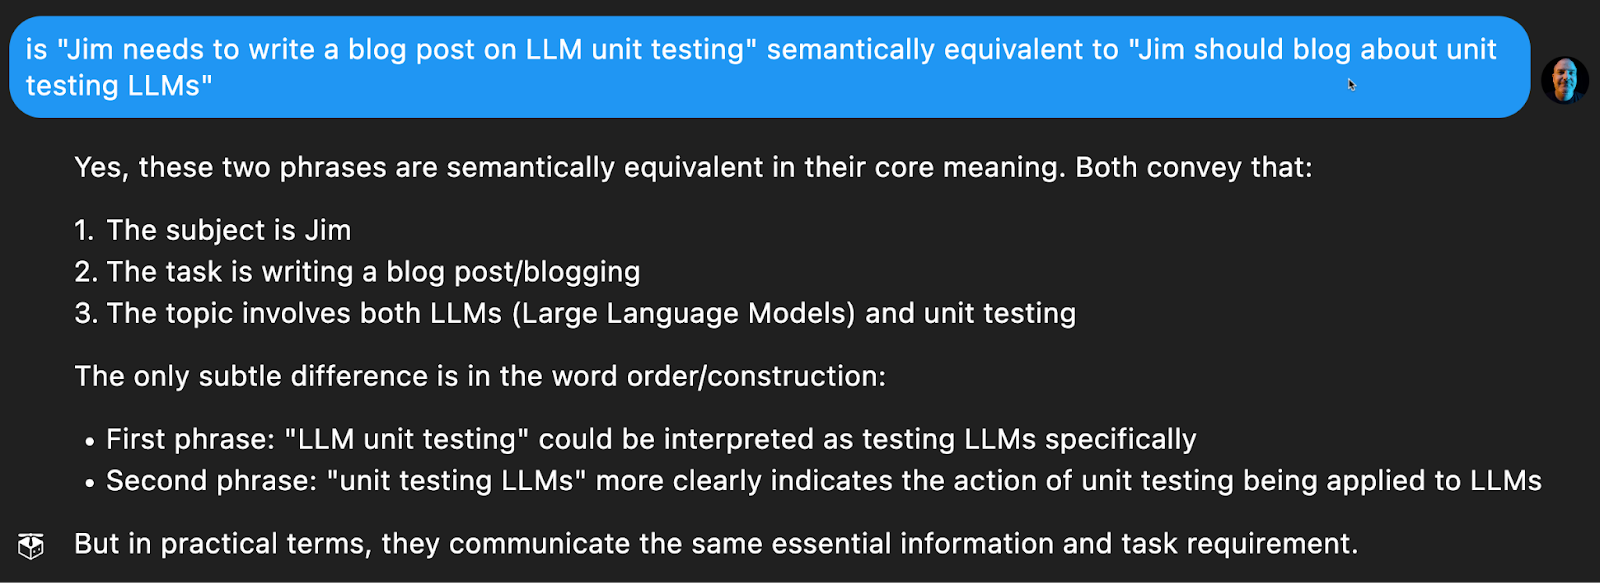 is "Jim needs to write a blog post on LLM unit testing" semantically equivalent to "Jim should blog about unit
testing LLMs"
Yes, these two phrases are semantically equivalent in their core meaning. Both convey that:
1. The subject is Jim
2. The task is writing a blog post/blogging
3. The topic involves both LLMs (Large Language Models) and unit testing
The only subtle difference is in the word order/construction:
• First phrase: "LLM unit testing" could be interpreted as testing LLMs specifically
• Second phrase: "unit testing LLMs" more clearly indicates the action of unit testing being applied to LLMs
But in practical terms, they communicate the same essential information and task requirement.